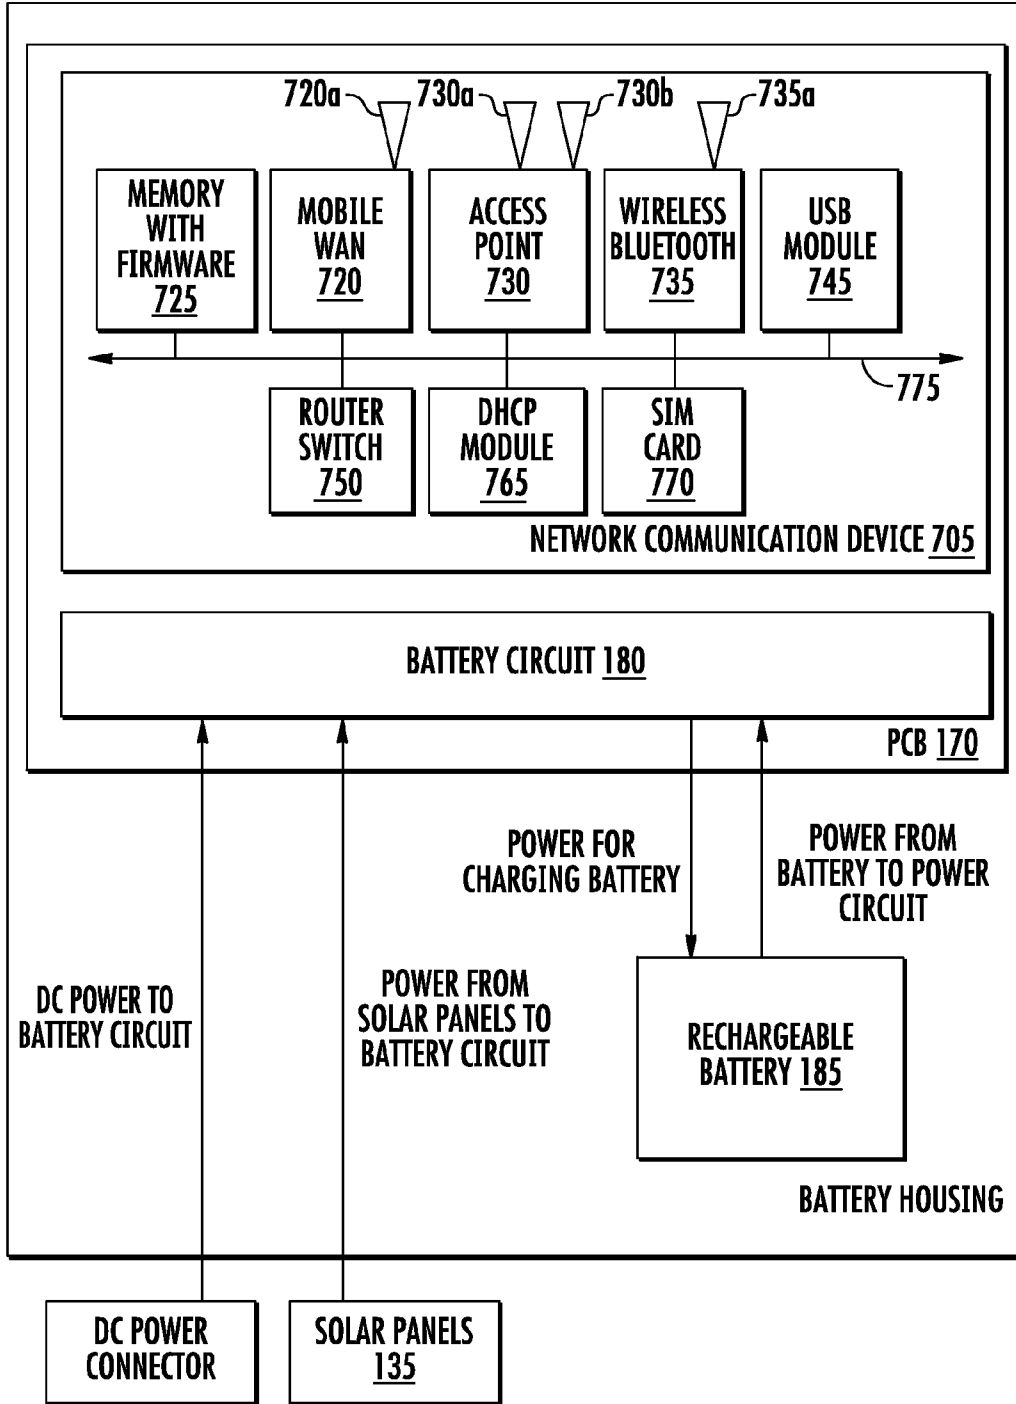 720a
730a
730b
735a
MEMORY
WITH
FIRMWARE
725
MOBILE
WAN
720
ACCESS
POINT
730
WIRELESS
BLUETOOTH
735
USB
MODULE
745
775
ROUTER
SWITCH
750
DHCP
MODULE
765
SIM
CARD
770
NETWORK COMMUNICATION DEVICE 705
BATTERY CIRCUIT 180
PCB 170
POWER FOR
CHARGING BATTERY
POWER FROM
BATTERY TO POWER
CIRCUIT
DC POWER TO
BATTERY CIRCUIT
POWER FROM
SOLAR PANELS TO
BATTERY CIRCUIT
RECHARGEABLE
BATTERY 185
BATTERY HOUSING
DC POWER
CONNECTOR
SOLAR PANELS
135